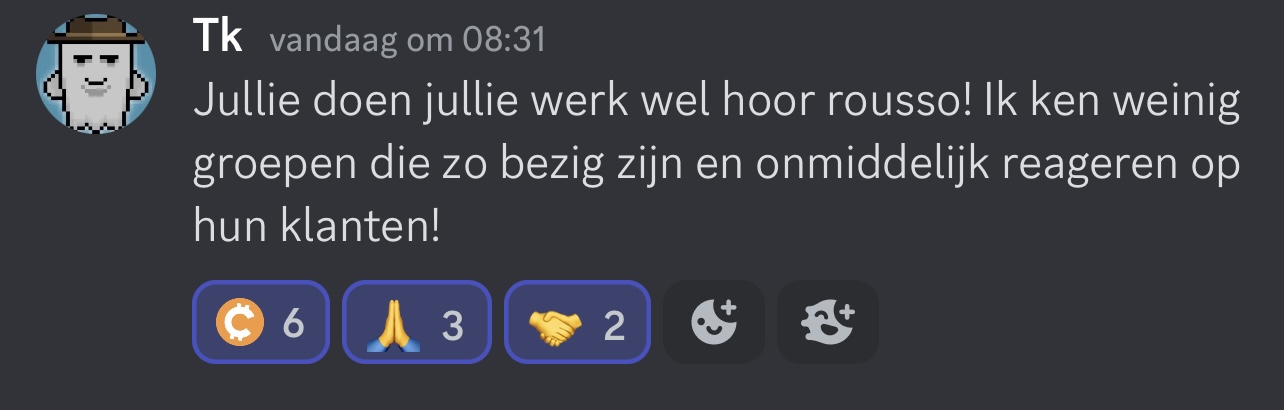 Tk vandaag om 08:31
Jullie doen jullie werk wel hoor rousso! Ik ken weinig
groepen die zo bezig zijn en onmiddelijk reageren op
hun klanten!
6 3 2